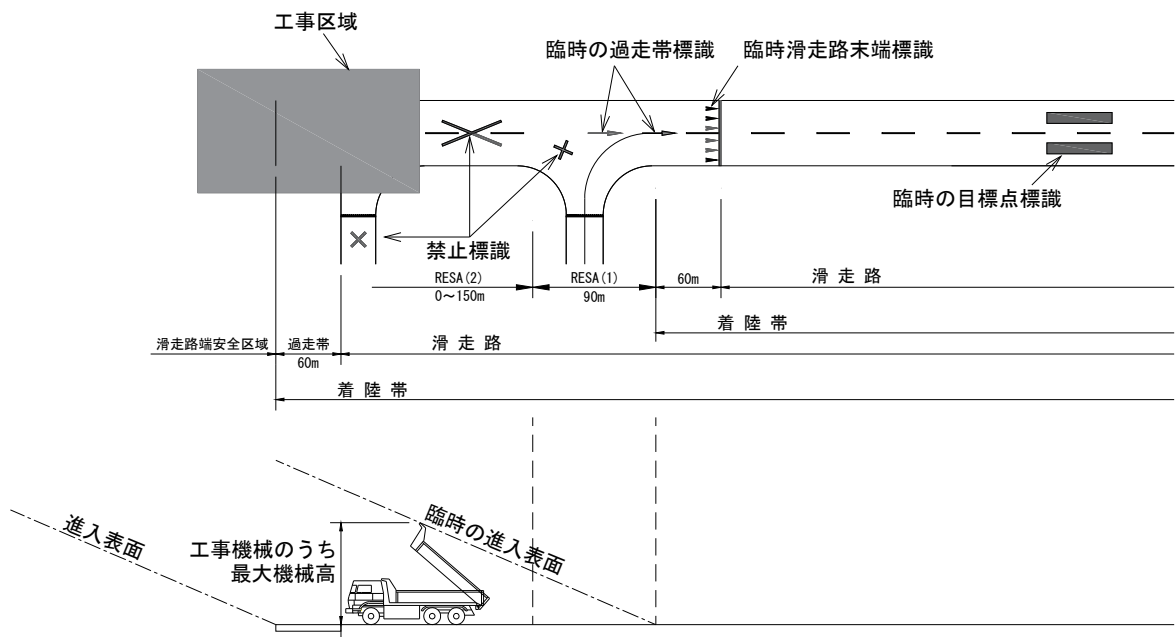 工事区域
臨時の過走帯標識
臨時滑走路末端標識
臨時の目標点標識
禁止標識
RESA(2)
0～150m
RESA(1)
90m
60m
滑 走 路
着 陸 帯
滑走路端安全区域
過走帯
60m
滑 走 路
着 陸 帯
進入表面
工事機械のうち
最大機械高
臨時の進入表面